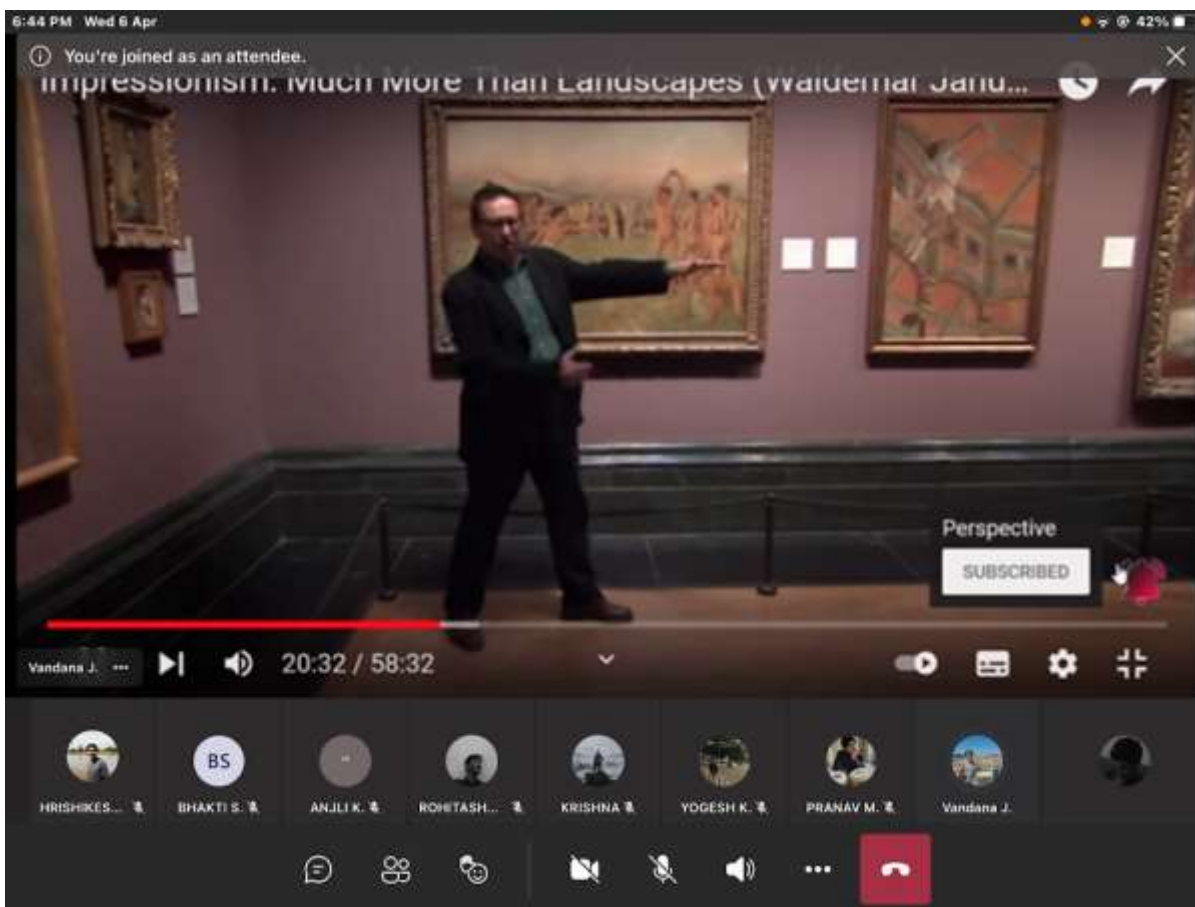 6:44 PM Wed 6 Apr
42%
You're joined as an attendee.
Impressionism: Much More Than Landscapes (Waldemar Janu...
Perspective
SUBSCRIBED
Vandana J. ...
20:32 / 58:32
BS
HRISHIKES...
BHAKTI S.
ANJLI K.
ROHITASH...
KRISHNA
YOGESH K.
PRANAV M.
Vandana J.